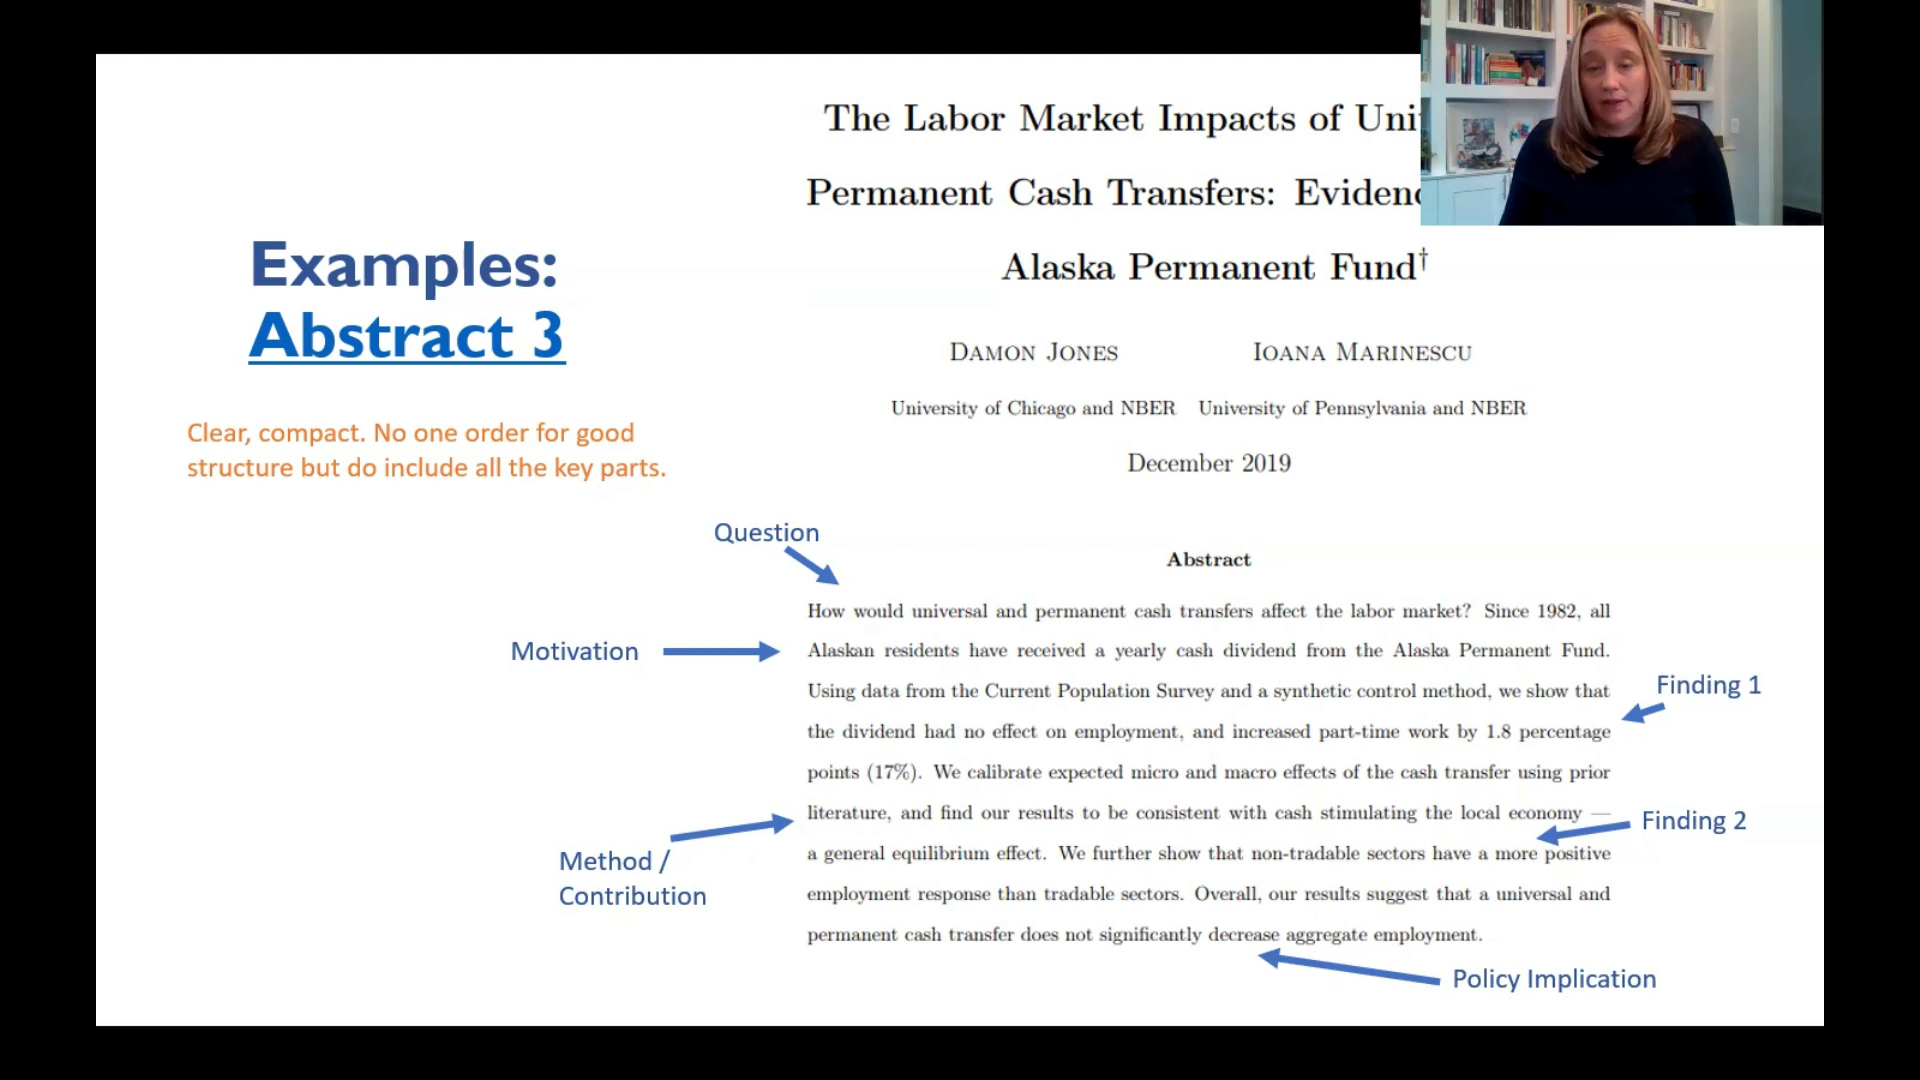 The Labor Market Impacts of
Permanent Cash Transfers:
Alaska Permanent Fund†
Examples:
Abstract 3
DAMON JONES IOANA MARINESCU
University of Chicago and NBER University of Pennsylvania and NBER
December 2019
Clear, compact. No one order for good
structure but do include all the key parts.
Question
Abstract
How would universal and permanent cash transfers affect the labor market? Since 1982, all
Motivation
Alaskan residents have received a yearly cash dividend from the Alaska Permanent Fund.
Using data from the Current Population Survey and a synthetic control method, we show that
Finding 1
the dividend had no effect on employment, and increased part-time work by 1.8 percentage
points (17%). We calibrate expected micro and macro effects of the cash transfer using prior
literature, and find our results to be consistent with cash stimulating the local economy —
Finding 2
Method /
Contribution
a general equilibrium effect. We further show that non-tradable sectors have a more positive
employment response than tradable sectors. Overall, our results suggest that a universal and
permanent cash transfer does not significantly decrease aggregate employment.
Policy Implication